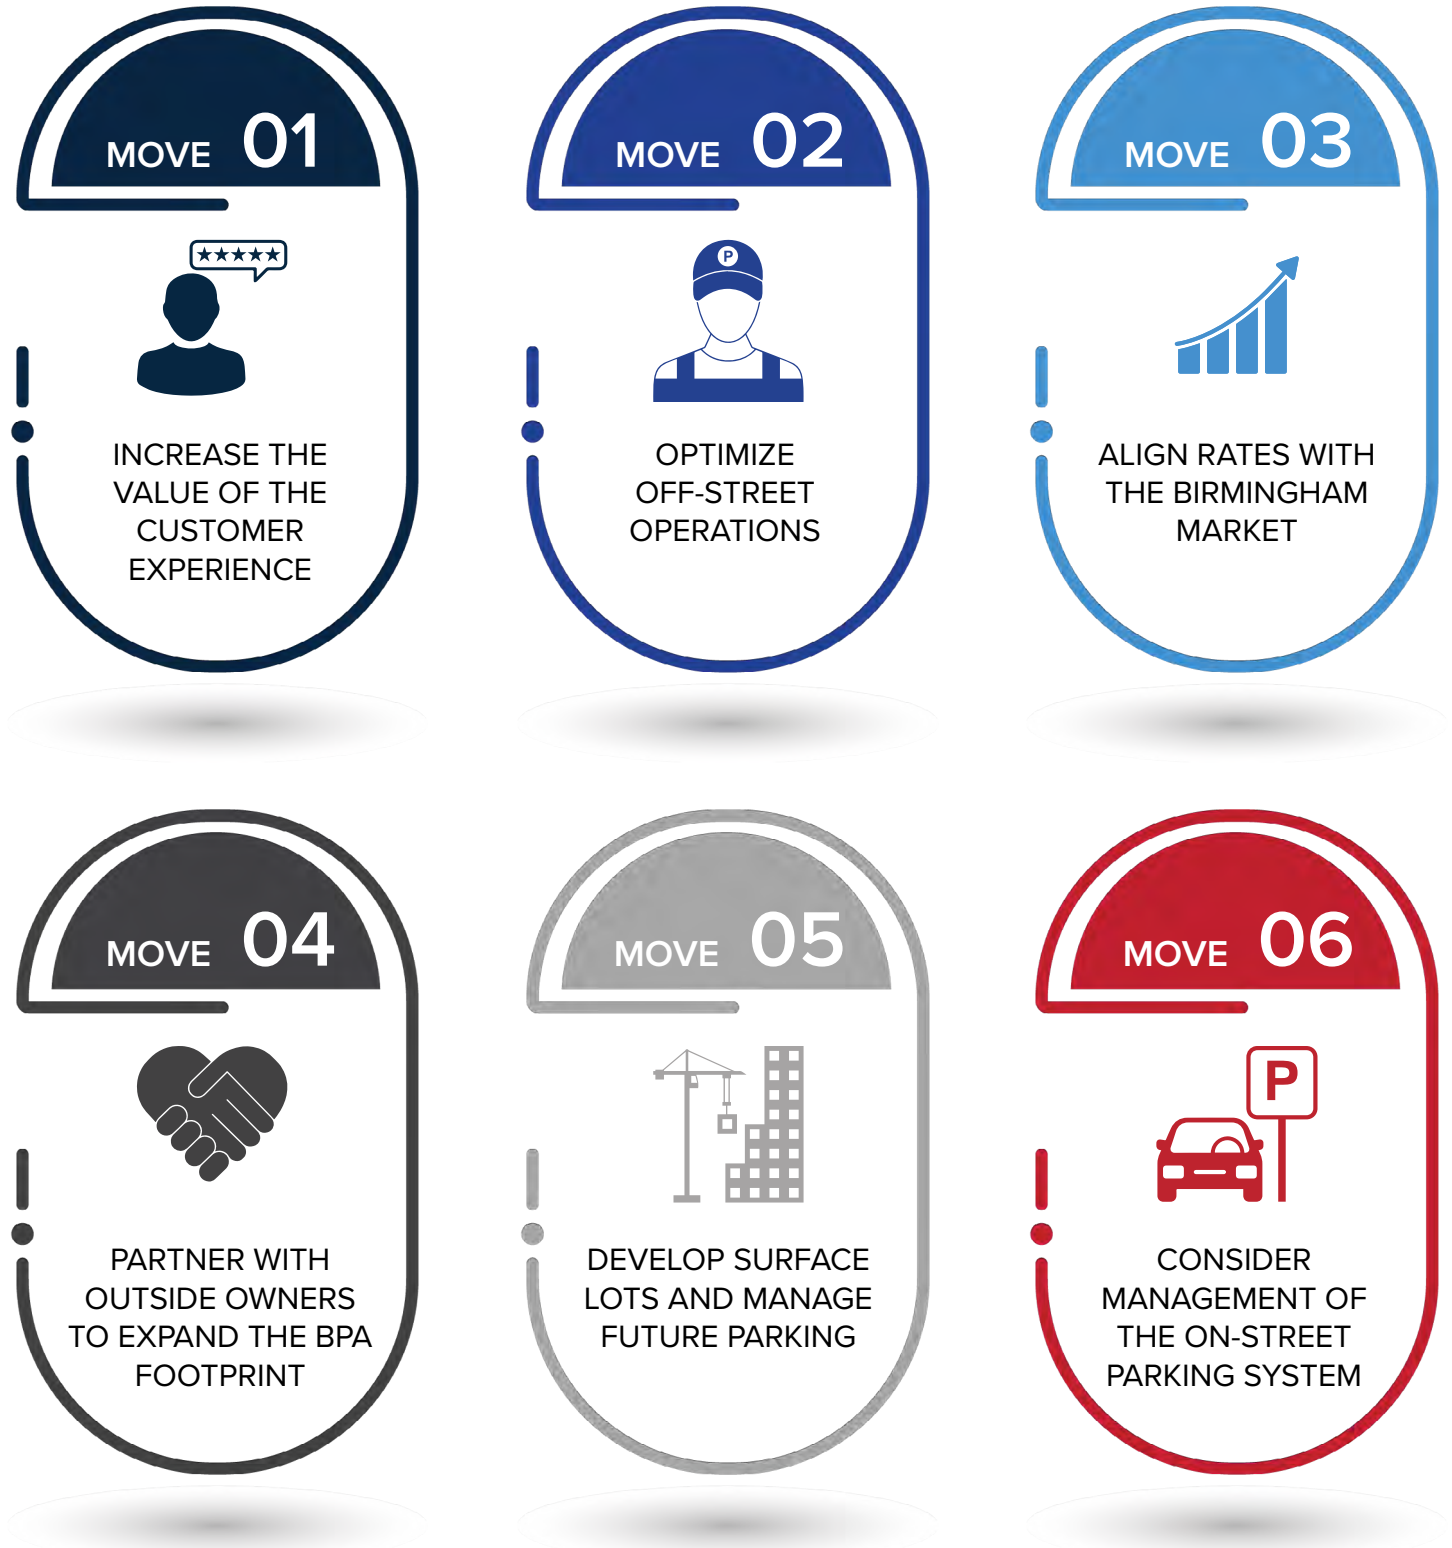 MOVE 01
INCREASE THE
VALUE OF THE
CUSTOMER
EXPERIENCE
MOVE 02
P
OPTIMIZE
OFF-STREET
OPERATIONS
MOVE 03
ALIGN RATES WITH
THE BIRMINGHAM
MARKET
MOVE 04
PARTNER WITH
OUTSIDE OWNERS
TO EXPAND THE BPA
FOOTPRINT
MOVE 05
DEVELOP SURFACE
LOTS AND MANAGE
FUTURE PARKING
MOVE 06
P
CONSIDER
MANAGEMENT OF
THE ON-STREET
PARKING SYSTEM